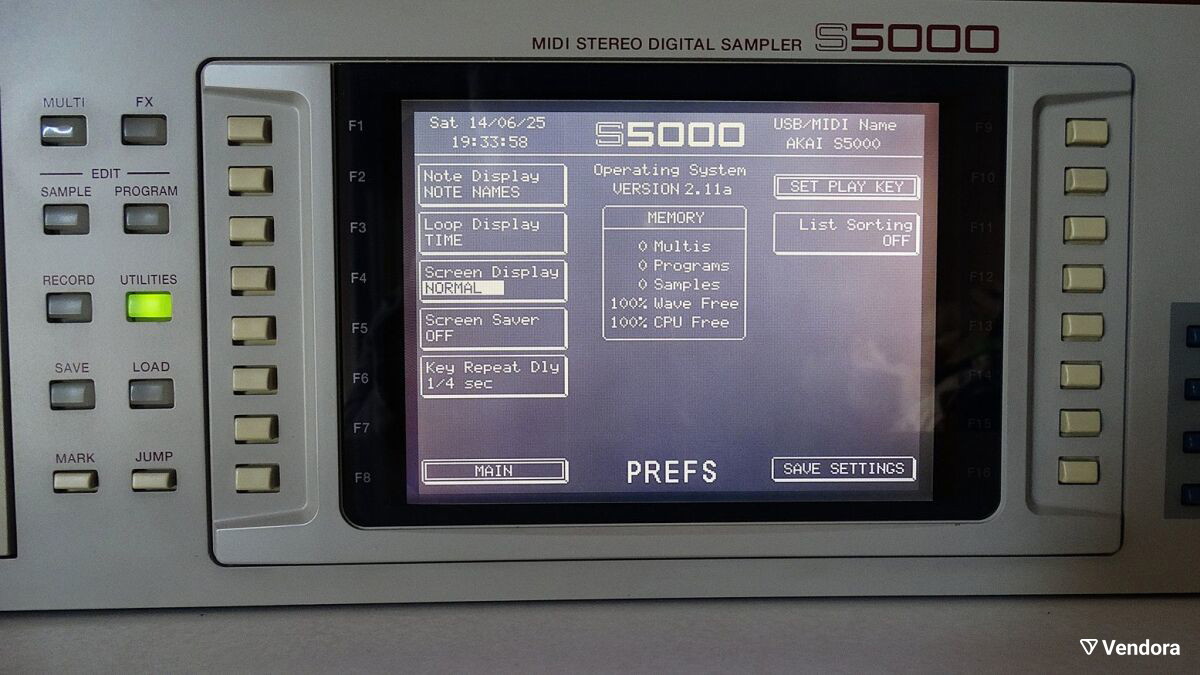 MIDI STEREO DIGITAL SAMPLER S5000
MULTI FX
EDIT
SAMPLE PROGRAM
RECORD UTILITIES
SAVE LOAD
MARK JUMP
F1
F2
F3
F4
F5
F6
F7
F8
Sat 14/06/25
19:33:58
S5000
USB/MIDI Name
AKAI S5000
Note Display
NOTE NAMES
Loop Display
TIME
Screen Display
NORMAL
Screen Saver
OFF
Key Repeat Dly
1/4 sec
MAIN
Operating System
VERSION 2.11a
MEMORY
0 Multis
0 Programs
0 Samples
100% Wave Free
100% CPU Free
PREFS
SET PLAY KEY
List Sorting
OFF
SAVE SETTINGS
F9
F10
F11
F12
F13
F14
F15
F16
Vendora